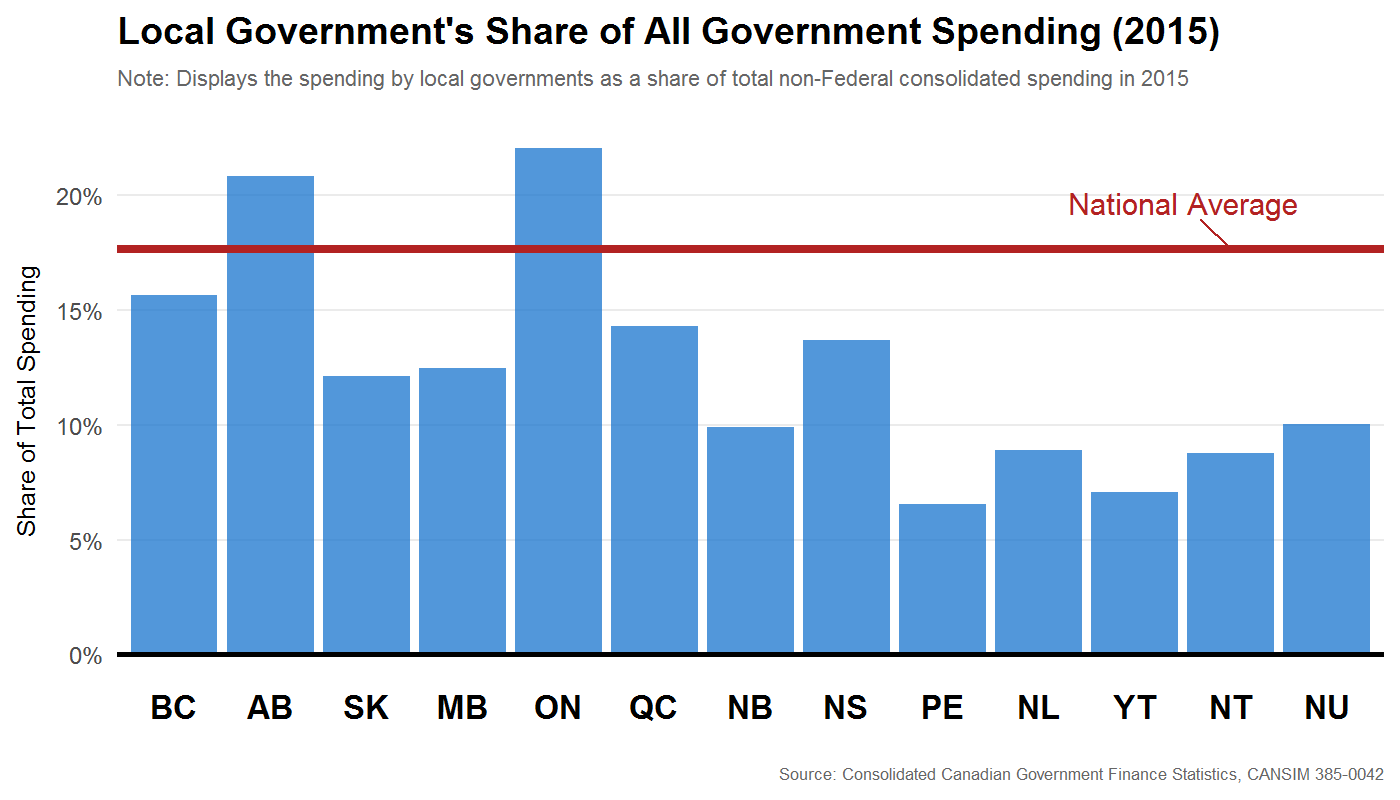 Local Government's Share of All Government Spending (2015)
Note: Displays the spending by local governments as a share of total non-Federal consolidated spending in 2015
National Average
Share of Total Spending
20%
15%
10%
5%
0%
BC AB SK MB ON QC NB NS PE NL YT NT NU
Source: Consolidated Canadian Government Finance Statistics, CANSIM 385-0042